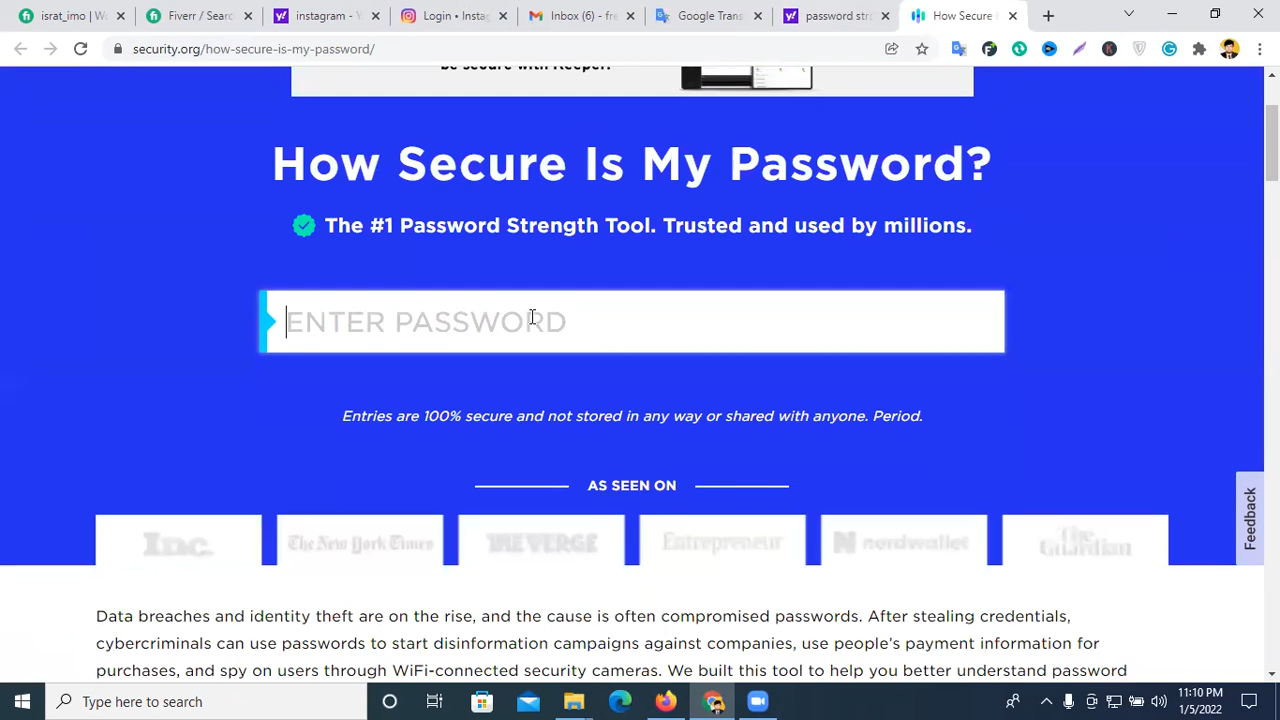 israt_imo | Wo
Fiverr / Searc
instagram - Y
Login • Instag
Inbox (6) - fre
Google Trans
password stro
How Secure I
security.org/how-secure-is-my-password/
be secure with Keeper.
How Secure Is My Password?
The #1 Password Strength Tool. Trusted and used by millions.
ENTER PASSWORD
Entries are 100% secure and not stored in any way or shared with anyone. Period.
AS SEEN ON
Inc.
The New York Times
THE VERGE
Entrepreneur
nerdwallet
The Guardian
Feedback
Data breaches and identity theft are on the rise, and the cause is often compromised passwords. After stealing credentials,
cybercriminals can use passwords to start disinformation campaigns against companies, use people's payment information for
purchases, and spy on users through WiFi-connected security cameras. We built this tool to help you better understand password
Type here to search
11:10 PM
1/5/2022